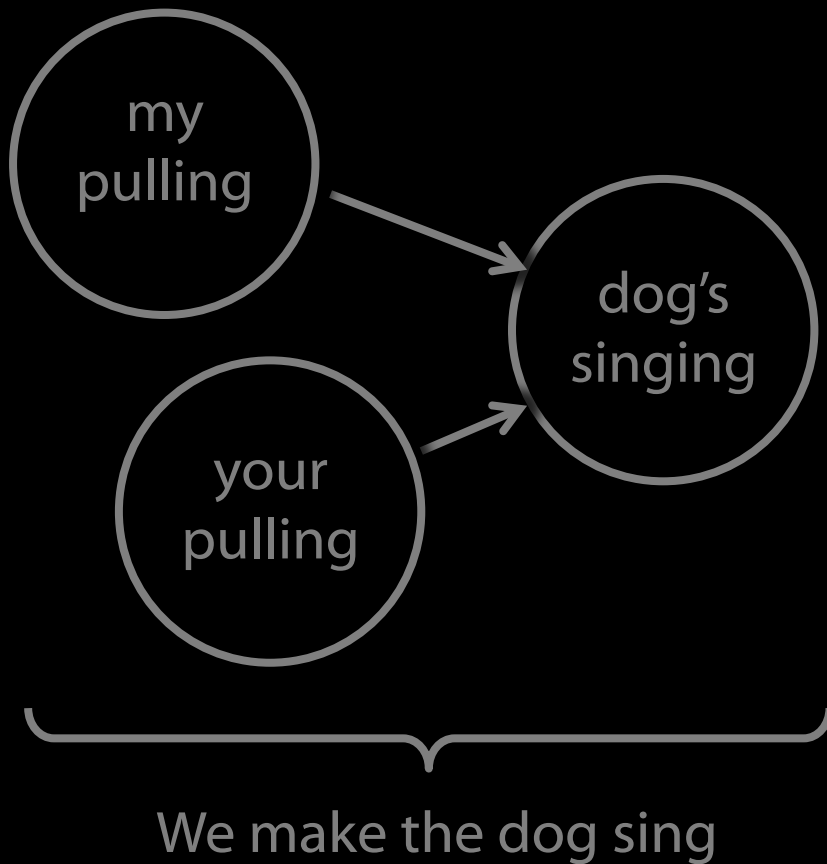 my
pulling
dog’s
singing
your
pulling
We make the dog sing